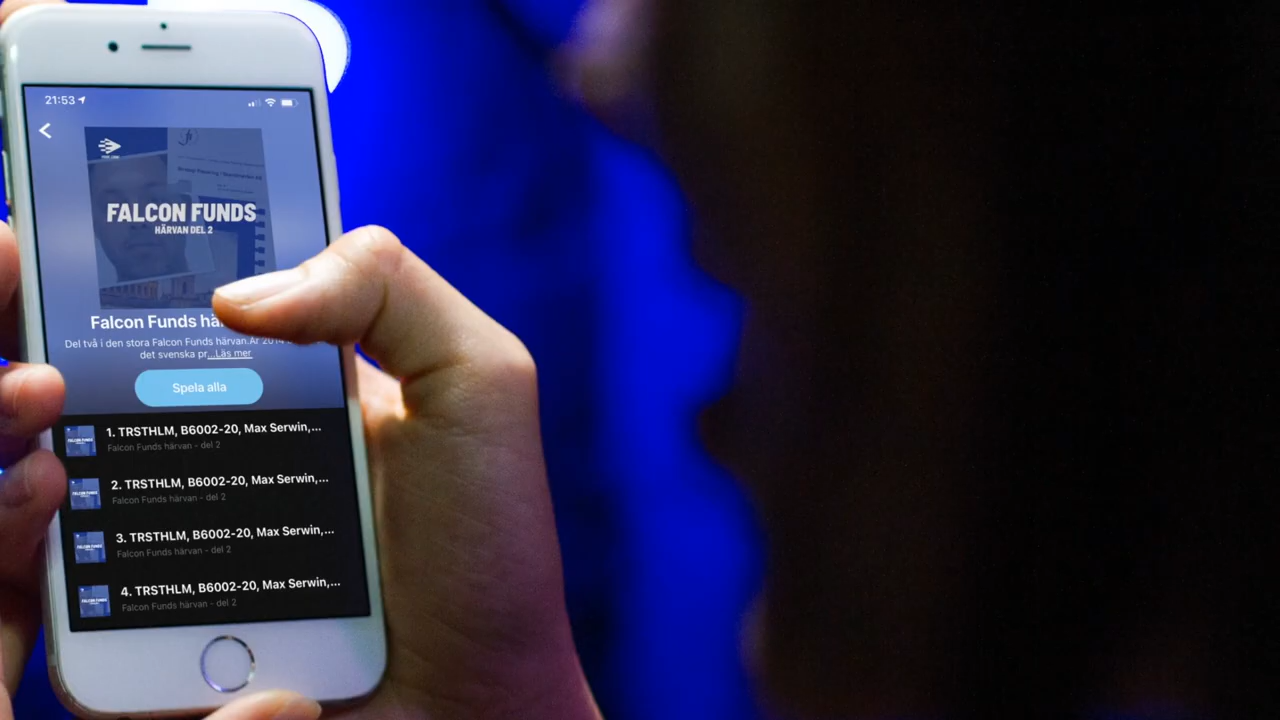 21:53
FALCON FUNDS
HÄRVAN DEL 2
Falcon Funds hä
Del två i den stora Falcon Funds härvan.År 2014
det svenska pr...Läs mer
Spela alla
1. TRSTHLM, B6002-20, Max Serwin,...
Falcon Funds härvan - del 2
2. TRSTHLM, B6002-20, Max Serwin,...
Falcon Funds härvan - del 2
3. TRSTHLM, B6002-20, Max Serwin,...
Falcon Funds härvan - del 2
4. TRSTHLM, B6002-20, Max Serwin,...
Falcon Funds härvan - del 2